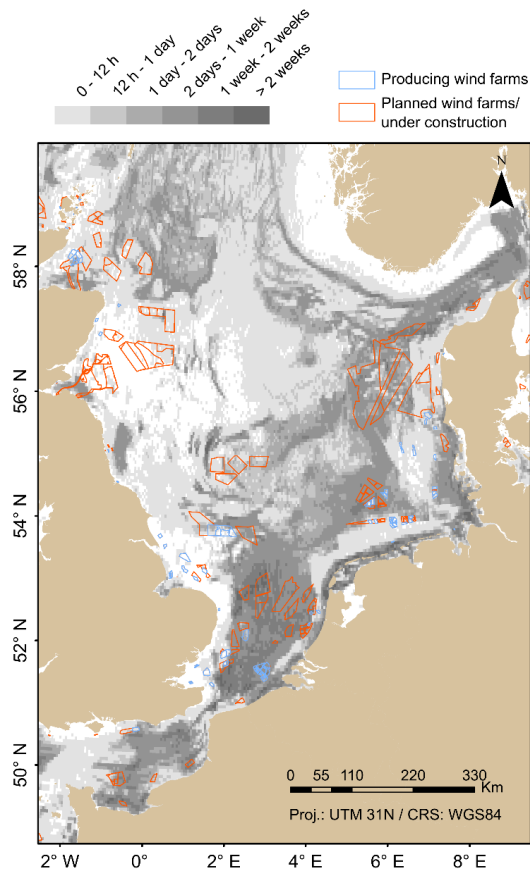 0 - 12 h
12 h - 1 day
1 day - 2 days
2 days - 1 week
1 week - 2 weeks
> 2 weeks
Producing wind farms
Planned wind farms/
under construction
N
58° N
56° N
54° N
52° N
50° N
0 55 110 220 330
Km
Proj.: UTM 31N / CRS: WGS84
2° W 0° 2° E 4° E 6° E 8° E